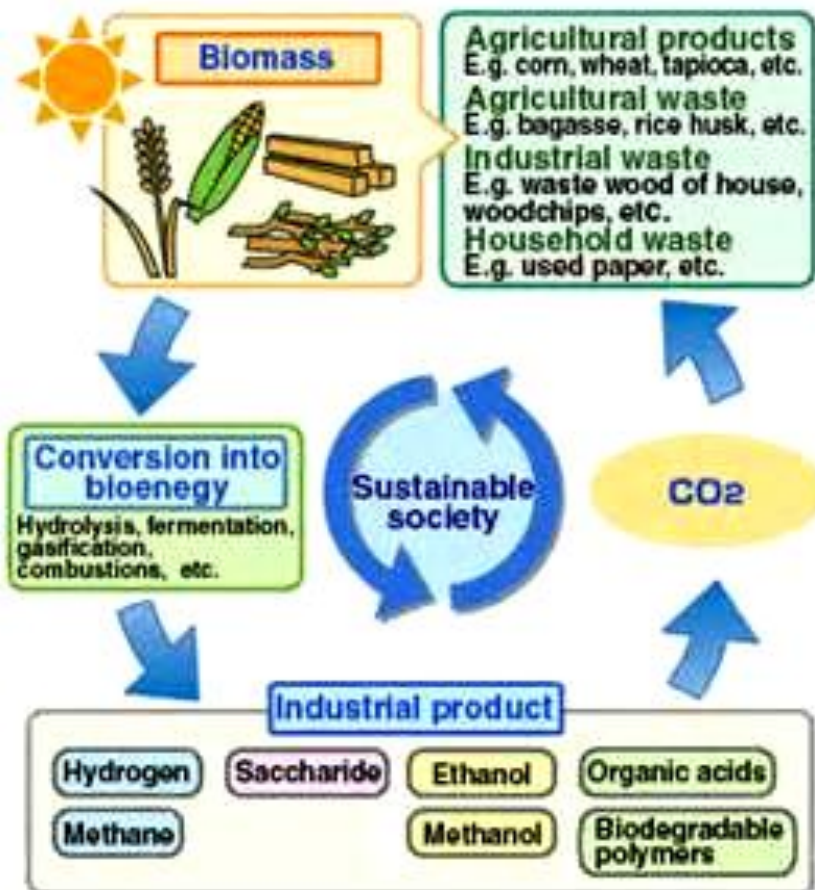 Biomass
Agricultural products
E.g. corn, wheat, tapioca, etc.
Agricultural waste
E.g. bagasse, rice husk, etc.
Industrial waste
E.g. waste wood of house,
woodchips, etc.
Household waste
E.g. used paper, etc.
Conversion into
bioenegy
Hydrolysis, fermentation,
gasification,
combustions, etc.
Sustainable
society
CO2
Industrial product
Hydrogen
Saccharide
Ethanol
Organic acids
Methane
Methanol
Biodegradable
polymers